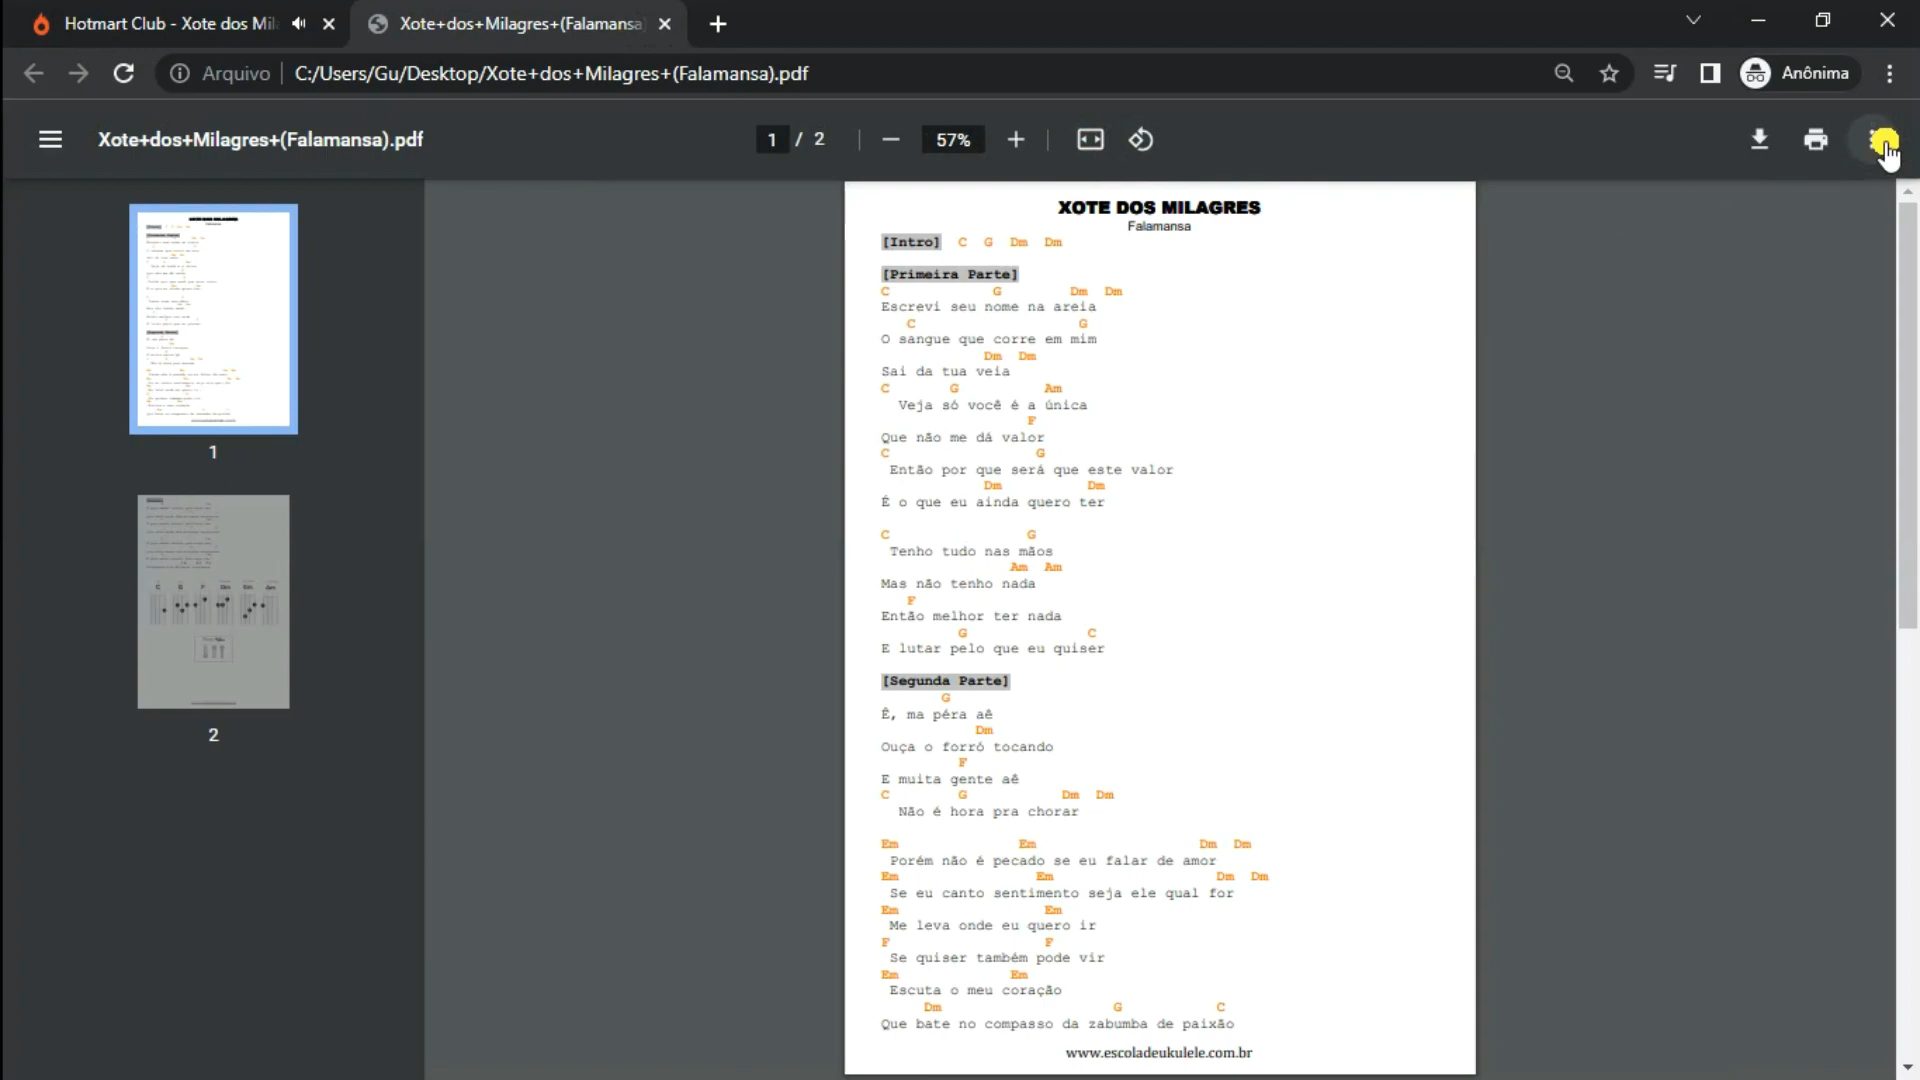 Hotmart Club - Xote dos Mil
Xote+dos+Milagres+(Falamansa
Arquivo
C:/Users/Gu/Desktop/Xote+dos+Milagres+(Falamansa).pdf
Anônima
Xote+dos+Milagres+(Falamansa).pdf
1 / 2
57%
1
2
XOTE DOS MILAGRES
Falamansa
[Intro] C G Dm Dm
[Primeira Parte]
C G Dm Dm
Escrevi seu nome na areia
C G
O sangue que corre em mim
Dm Dm
Sai da tua veia
C G Am
Veja só você é a única
F
Que não me dá valor
C G
Então por que será que este valor
Dm Dm
É o que eu ainda quero ter
C G
Tenho tudo nas mãos
Am Am
Mas não tenho nada
F
Então melhor ter nada
G C
E lutar pelo que eu quiser
[Segunda Parte]
G
Ê, ma péra aê
Dm
Ouça o forró tocando
F
E muita gente aê
C G Dm Dm
Não é hora pra chorar
Em Em Dm Dm
Porém não é pecado se eu falar de amor
Em Em Dm Dm
Se eu canto sentimento seja ele qual for
Em Em
Me leva onde eu quero ir
F F
Se quiser também pode vir
Em Em
Escuta o meu coração
Dm G C
Que bate no compasso da zabumba de paixão
www.escoladeukulele.com.br